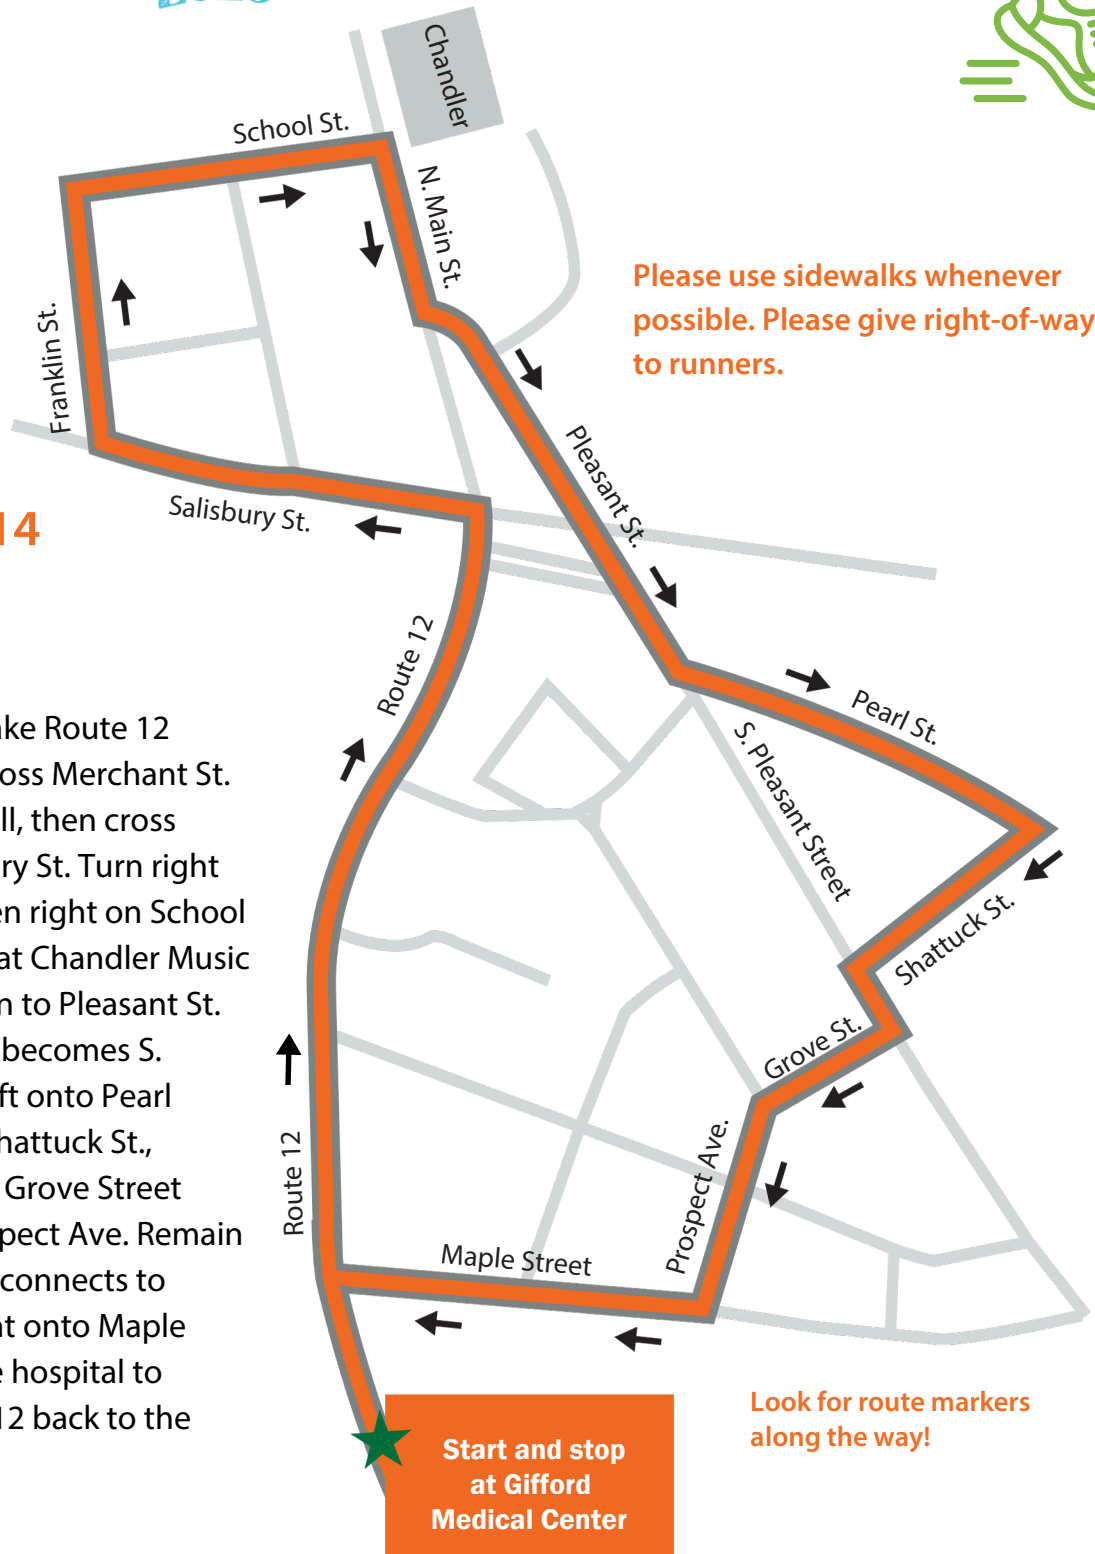 Chandler
School St.
N. Main St.
Please use sidewalks whenever
possible. Please give right-of-way
to runners.
Franklin St.
Pleasant St.
Salisbury St.
14
Route 12
Pearl St.
S. Pleasant Street
Shattuck St.
Grove St.
Prospect Ave.
Route 12
Maple Street
ake Route 12
oss Merchant St.
ll, then cross
ry St. Turn right
en right on School
at Chandler Music
n to Pleasant St.
becomes S.
ft onto Pearl
hattuck St.,
Grove Street
pect Ave. Remain
connects to
nt onto Maple
e hospital to
12 back to the
Look for route markers
along the way!
Start and stop
at Gifford
Medical Center